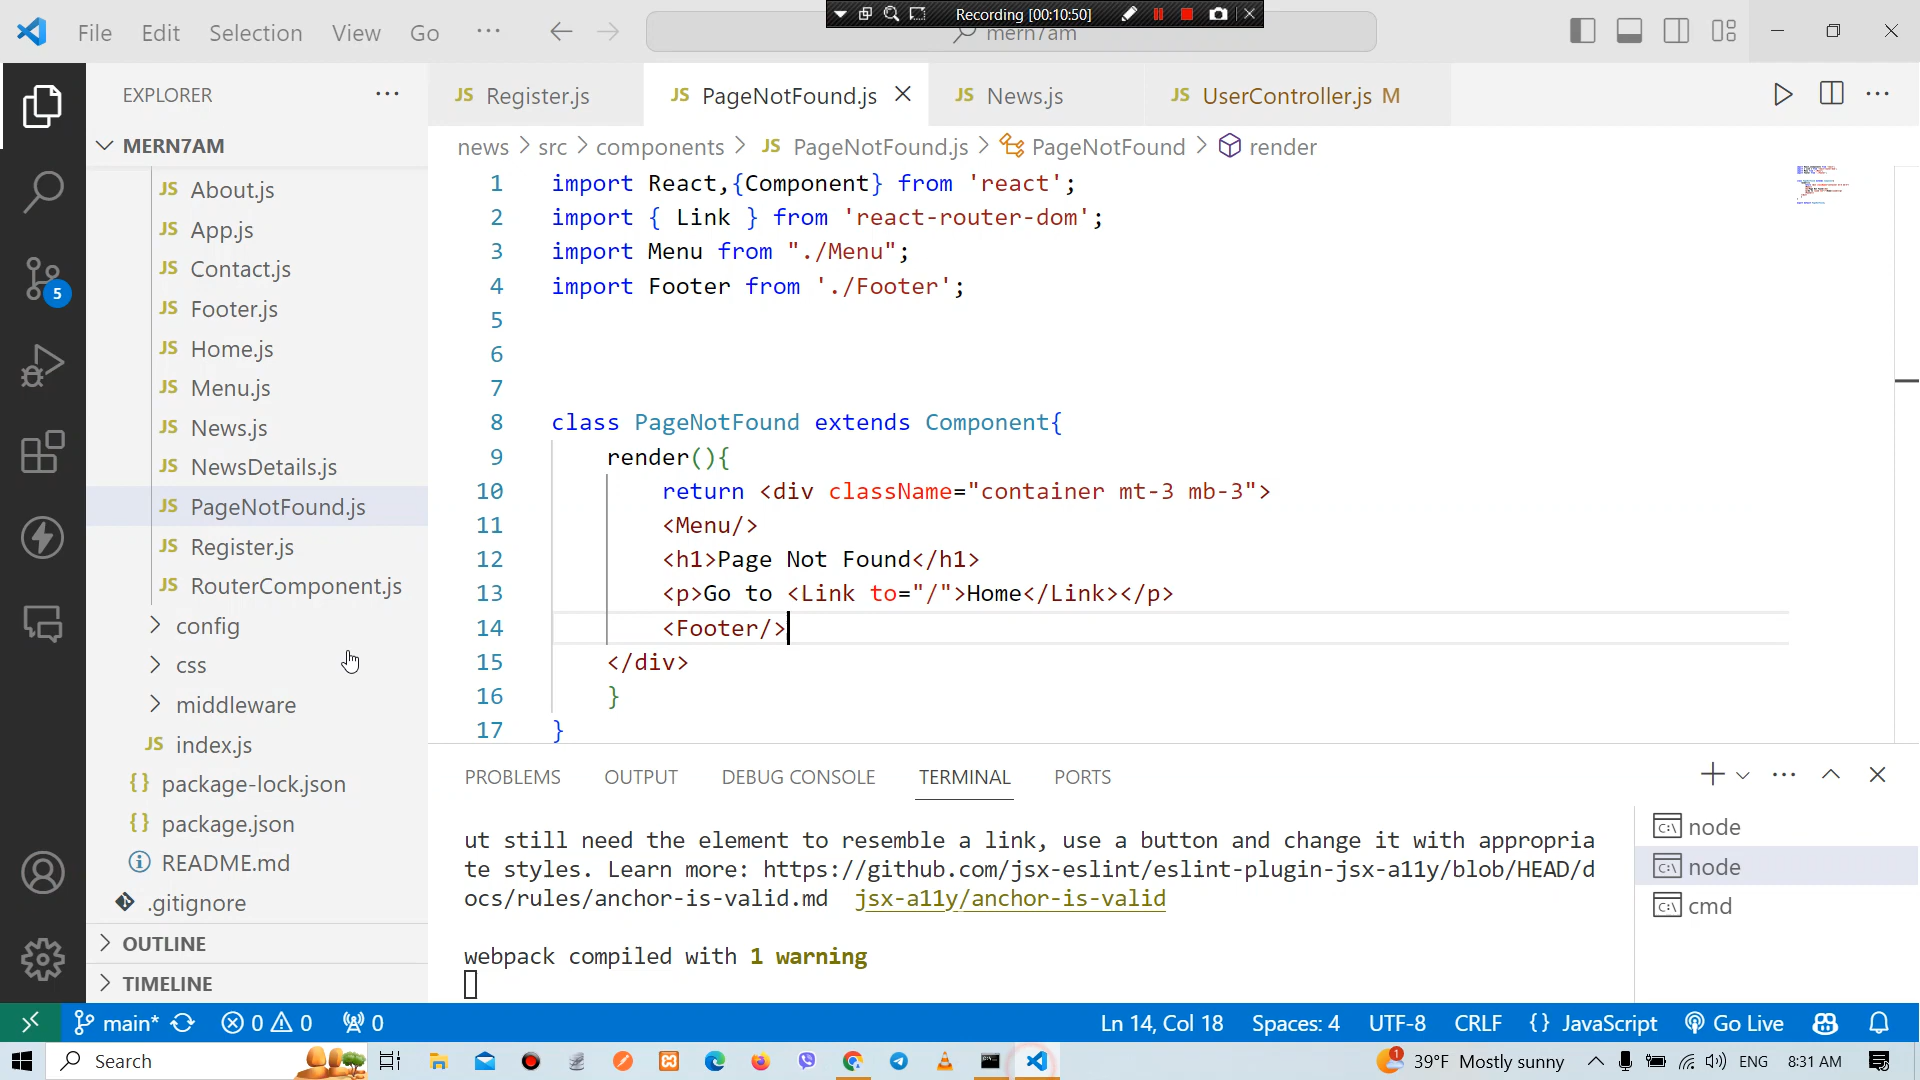 File Edit Selection View Go ···
Recording [00:10:50]
mern7am
EXPLORER
JS Register.js
JS PageNotFound.js
JS News.js
JS UserController.js M
news > src > components > JS PageNotFound.js > PageNotFound > render
MERN7AM
JS About.js
JS App.js
JS Contact.js
JS Footer.js
JS Home.js
JS Menu.js
JS News.js
JS NewsDetails.js
JS PageNotFound.js
JS Register.js
JS RouterComponent.js
config
css
middleware
JS index.js
{} package-lock.json
{} package.json
README.md
.gitignore
OUTLINE
TIMELINE
5
1 import React,{Component} from 'react';
2 import { Link } from 'react-router-dom';
3 import Menu from "./Menu";
4 import Footer from './Footer';
5
6
7
8 class PageNotFound extends Component{
9 render(){
10 return <div className="container mt-3 mb-3">
11 <Menu/>
12 <h1>Page Not Found</h1>
13 <p>Go to <Link to="/">Home</Link></p>
14 <Footer/>
15 </div>
16 }
17 }
PROBLEMS OUTPUT DEBUG CONSOLE TERMINAL PORTS
ut still need the element to resemble a link, use a button and change it with appropria
te styles. Learn more: https://github.com/jsx-eslint/eslint-plugin-jsx-a11y/blob/HEAD/d
ocs/rules/anchor-is-valid.md jsx-a11y/anchor-is-valid
webpack compiled with 1 warning
node
node
cmd
main* 0 0 0
Ln 14, Col 18 Spaces: 4 UTF-8 CRLF {} JavaScript Go Live
Search
1 39°F Mostly sunny ENG 8:31 AM